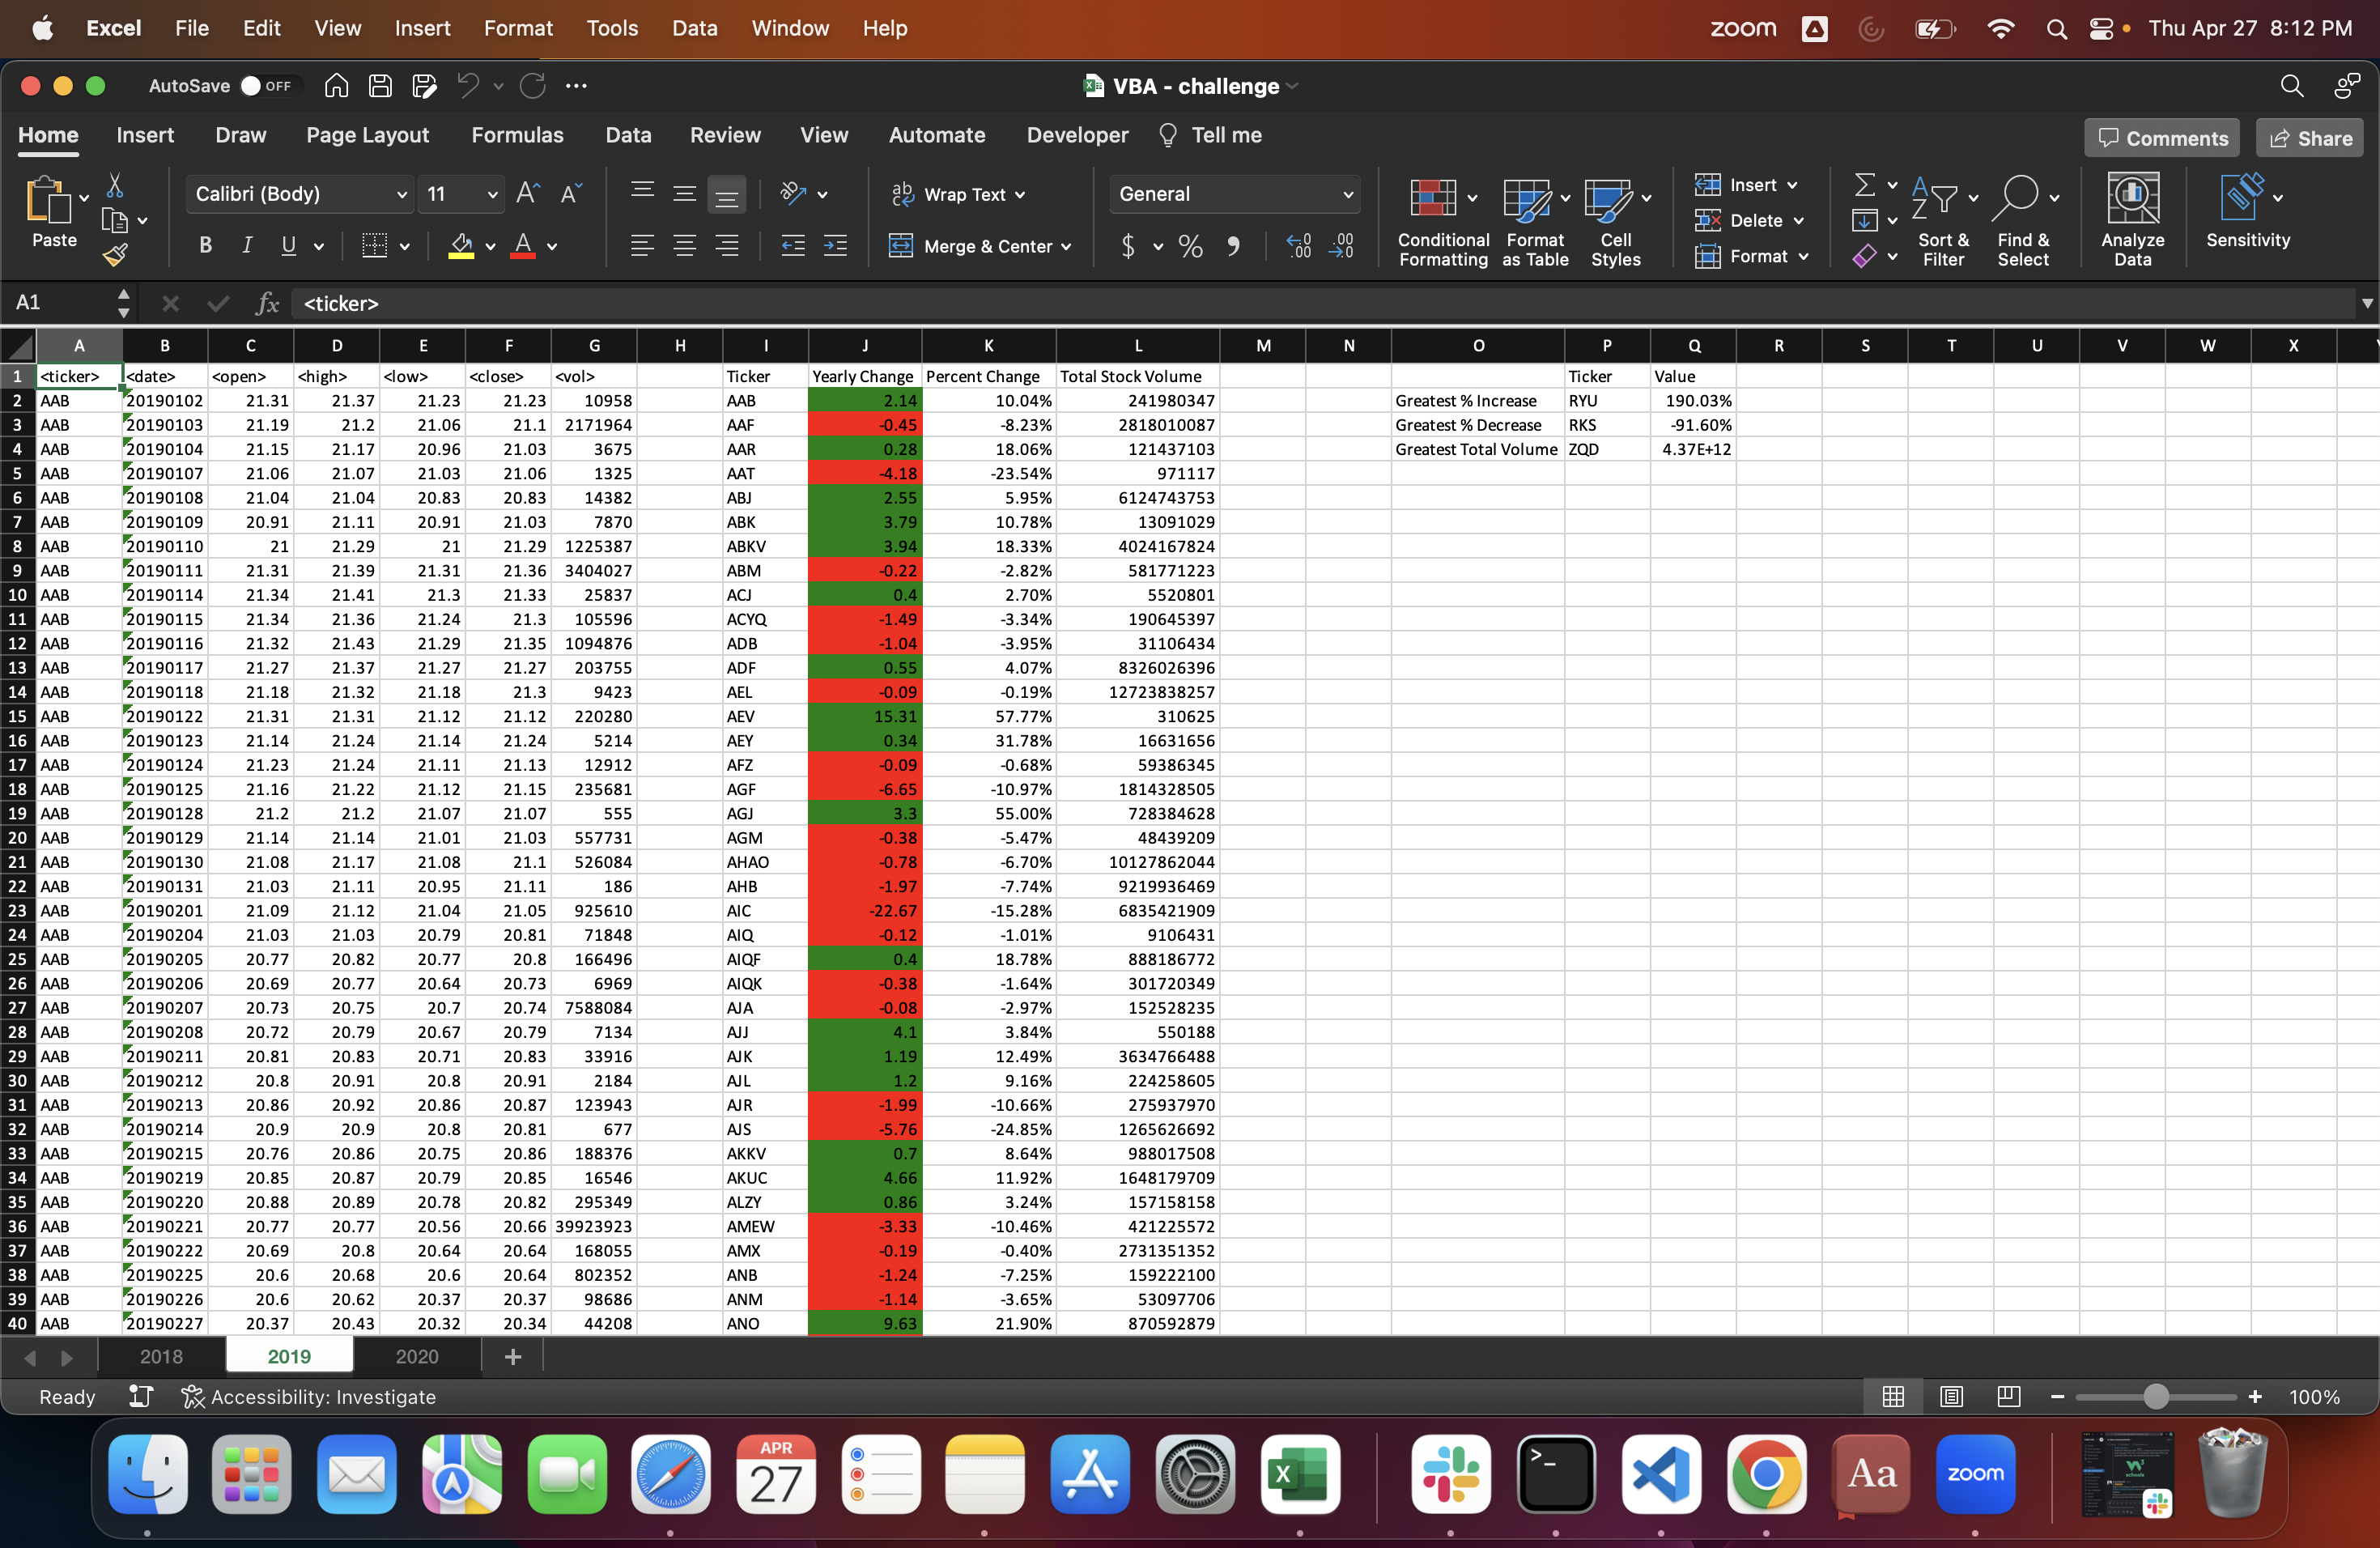 Excel File Edit View Insert Format Tools Data Window Help zoom Thu Apr 27 8:12 PM
AutoSave OFF VBA - challenge
Home Insert Draw Page Layout Formulas Data Review View Automate Developer Tell me Comments Share
Paste Calibri (Body) 11 Wrap Text General Insert
B I U Merge & Center $ % Conditional Formatting Format as Table Cell Styles Delete Format Sort & Filter Find & Select Analyze Data Sensitivity
A1 fx <ticker>
A B C D E F G H I J K L M N O P Q R S T U V W X
1 <ticker> <date> <open> <high> <low> <close> <vol> Ticker Yearly Change Percent Change Total Stock Volume Ticker Value
2 AAB 20190102 21.31 21.37 21.23 21.23 10958 AAB 2.14 10.04% 241980347 Greatest % Increase RYU 190.03%
3 AAB 20190103 21.19 21.2 21.06 21.1 2171964 AAF -0.45 -8.23% 2818010087 Greatest % Decrease RKS -91.60%
4 AAB 20190104 21.15 21.17 20.96 21.03 3675 AAR 0.28 18.06% 121437103 Greatest Total Volume ZQD 4.37E+12
5 AAB 20190107 21.06 21.07 21.03 21.06 1325 AAT -4.18 -23.54% 971117
6 AAB 20190108 21.04 21.04 20.83 20.83 14382 ABJ 2.55 5.95% 6124743753
7 AAB 20190109 20.91 21.11 20.91 21.03 7870 ABK 3.79 10.78% 13091029
8 AAB 20190110 21 21.29 21 21.29 1225387 ABKV 3.94 18.33% 4024167824
9 AAB 20190111 21.31 21.39 21.31 21.36 3404027 ABM -0.22 -2.82% 581771223
10 AAB 20190114 21.34 21.41 21.3 21.33 25837 ACJ 0.4 2.70% 5520801
11 AAB 20190115 21.34 21.36 21.24 21.3 105596 ACYQ -1.49 -3.34% 190645397
12 AAB 20190116 21.32 21.43 21.29 21.35 1094876 ADB -1.04 -3.95% 31106434
13 AAB 20190117 21.27 21.37 21.27 21.27 203755 ADF 0.55 4.07% 8326026396
14 AAB 20190118 21.18 21.32 21.18 21.3 9423 AEL -0.09 -0.19% 12723838257
15 AAB 20190122 21.31 21.31 21.12 21.12 220280 AEV 15.31 57.77% 310625
16 AAB 20190123 21.14 21.24 21.14 21.24 5214 AEY 0.34 31.78% 16631656
17 AAB 20190124 21.23 21.24 21.11 21.13 12912 AFZ -0.09 -0.68% 59386345
18 AAB 20190125 21.16 21.22 21.12 21.15 235681 AGF -6.65 -10.97% 1814328505
19 AAB 20190128 21.2 21.2 21.07 21.07 555 AGJ 3.3 55.00% 728384628
20 AAB 20190129 21.14 21.14 21.01 21.03 557731 AGM -0.38 -5.47% 48439209
21 AAB 20190130 21.08 21.17 21.08 21.1 526084 AHAO -0.78 -6.70% 10127862044
22 AAB 20190131 21.03 21.11 20.95 21.11 186 AHB -1.97 -7.74% 9219936469
23 AAB 20190201 21.09 21.12 21.04 21.05 925610 AIC -22.67 -15.28% 6835421909
24 AAB 20190204 21.03 21.03 20.79 20.81 71848 AIQ -0.12 -1.01% 9106431
25 AAB 20190205 20.77 20.82 20.77 20.8 166496 AIQF 0.4 18.78% 888186772
26 AAB 20190206 20.69 20.77 20.64 20.73 6969 AIQK -0.38 -1.64% 301720349
27 AAB 20190207 20.73 20.75 20.7 20.74 7588084 AJA -0.08 -2.97% 152528235
28 AAB 20190208 20.72 20.79 20.67 20.79 7134 AJJ 4.1 3.84% 550188
29 AAB 20190211 20.81 20.83 20.71 20.83 33916 AJK 1.19 12.49% 3634766488
30 AAB 20190212 20.8 20.91 20.8 20.91 2184 AJL 1.2 9.16% 224258605
31 AAB 20190213 20.86 20.92 20.86 20.87 123943 AJR -1.99 -10.66% 275937970
32 AAB 20190214 20.9 20.9 20.8 20.81 677 AJS -5.76 -24.85% 1265626692
33 AAB 20190215 20.76 20.86 20.75 20.86 188376 AKKV 0.7 8.64% 988017508
34 AAB 20190219 20.85 20.87 20.79 20.85 16546 AKUC 4.66 11.92% 1648179709
35 AAB 20190220 20.88 20.89 20.78 20.82 295349 ALZY 0.86 3.24% 157158158
36 AAB 20190221 20.77 20.77 20.56 20.66 39923923 AMEW -3.33 -10.46% 421225572
37 AAB 20190222 20.69 20.8 20.64 20.64 168055 AMX -0.19 -0.40% 2731351352
38 AAB 20190225 20.6 20.68 20.6 20.64 802352 ANB -1.24 -7.25% 159222100
39 AAB 20190226 20.6 20.62 20.37 20.37 98686 ANM -1.14 -3.65% 53097706
40 AAB 20190227 20.37 20.43 20.32 20.34 44208 ANO 9.63 21.90% 870592879
2018 2019 2020 +
Ready Accessibility: Investigate 100%
APR 27 X >_ Aa zoom